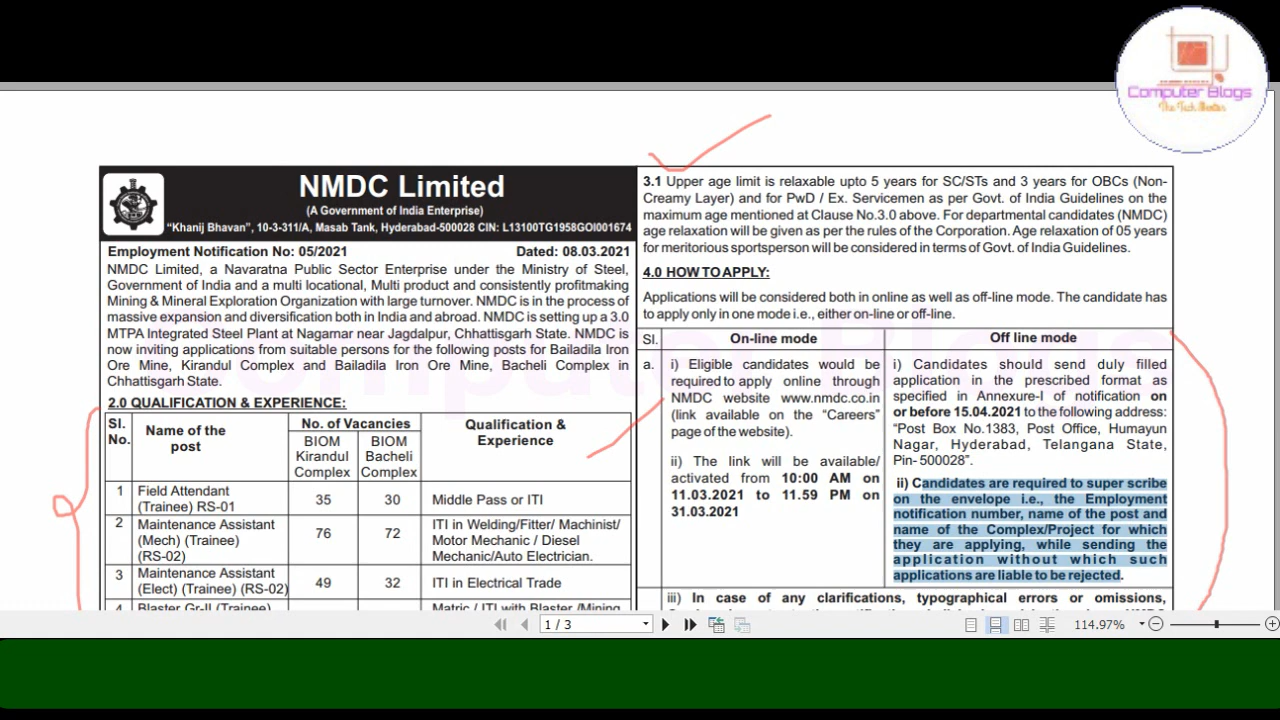 Computer Blogs
The Tech Master
NMDC Limited
(A Government of India Enterprise)
“Khanij Bhavan”, 10-3-311/A, Masab Tank, Hyderabad-500028 CIN: L13100TG1958GOI001674
Employment Notification No: 05/2021 Dated: 08.03.2021
NMDC Limited, a Navaratna Public Sector Enterprise under the Ministry of Steel,
Government of India and a multi locational, Multi product and consistently profitmaking
Mining & Mineral Exploration Organization with large turnover. NMDC is in the process of
massive expansion and diversification both in India and abroad. NMDC is setting up a 3.0
MTPA Integrated Steel Plant at Nagarnar near Jagdalpur, Chhattisgarh State. NMDC is
now inviting applications from suitable persons for the following posts for Bailadila Iron
Ore Mine, Kirandul Complex and Bailadila Iron Ore Mine, Bacheli Complex in
Chhattisgarh State.
2.0 QUALIFICATION & EXPERIENCE:
Sl. No. Name of the post No. of Vacancies Qualification & Experience
BIOM Kirandul Complex BIOM Bacheli Complex
1 Field Attendant (Trainee) RS-01 35 30 Middle Pass or ITI
2 Maintenance Assistant (Mech) (Trainee) (RS-02) 76 72 ITI in Welding/Fitter/ Machinist/ Motor Mechanic / Diesel Mechanic/Auto Electrician.
3 Maintenance Assistant (Elect) (Trainee) (RS-02) 49 32 ITI in Electrical Trade
4 Blaster Gr-II (Trainee) Matric / ITI with Blaster /Mining
3.1 Upper age limit is relaxable upto 5 years for SC/STs and 3 years for OBCs (Non-
Creamy Layer) and for PwD / Ex. Servicemen as per Govt. of India Guidelines on the
maximum age mentioned at Clause No.3.0 above. For departmental candidates (NMDC)
age relaxation will be given as per the rules of the Corporation. Age relaxation of 05 years
for meritorious sportsperson will be considered in terms of Govt. of India Guidelines.
4.0 HOW TO APPLY:
Applications will be considered both in online as well as off-line mode. The candidate has
to apply only in one mode i.e., either on-line or off-line.
Sl. On-line mode Off line mode
a. i) Eligible candidates would be
required to apply online through
NMDC website www.nmdc.co.in
(link available on the “Careers”
page of the website).
ii) The link will be available/
activated from 10:00 AM on
11.03.2021 to 11.59 PM on
31.03.2021
i) Candidates should send duly filled
application in the prescribed format as
specified in Annexure-I of notification on
or before 15.04.2021 to the following address:
“Post Box No.1383, Post Office, Humayun
Nagar, Hyderabad, Telangana State,
Pin- 500028”.
ii) Candidates are required to super scribe
on the envelope i.e., the Employment
notification number, name of the post and
name of the Complex/Project for which
they are applying, while sending the
application without which such
applications are liable to be rejected.
iii) In case of any clarifications, typographical errors or omissions,
1 / 3
114.97%